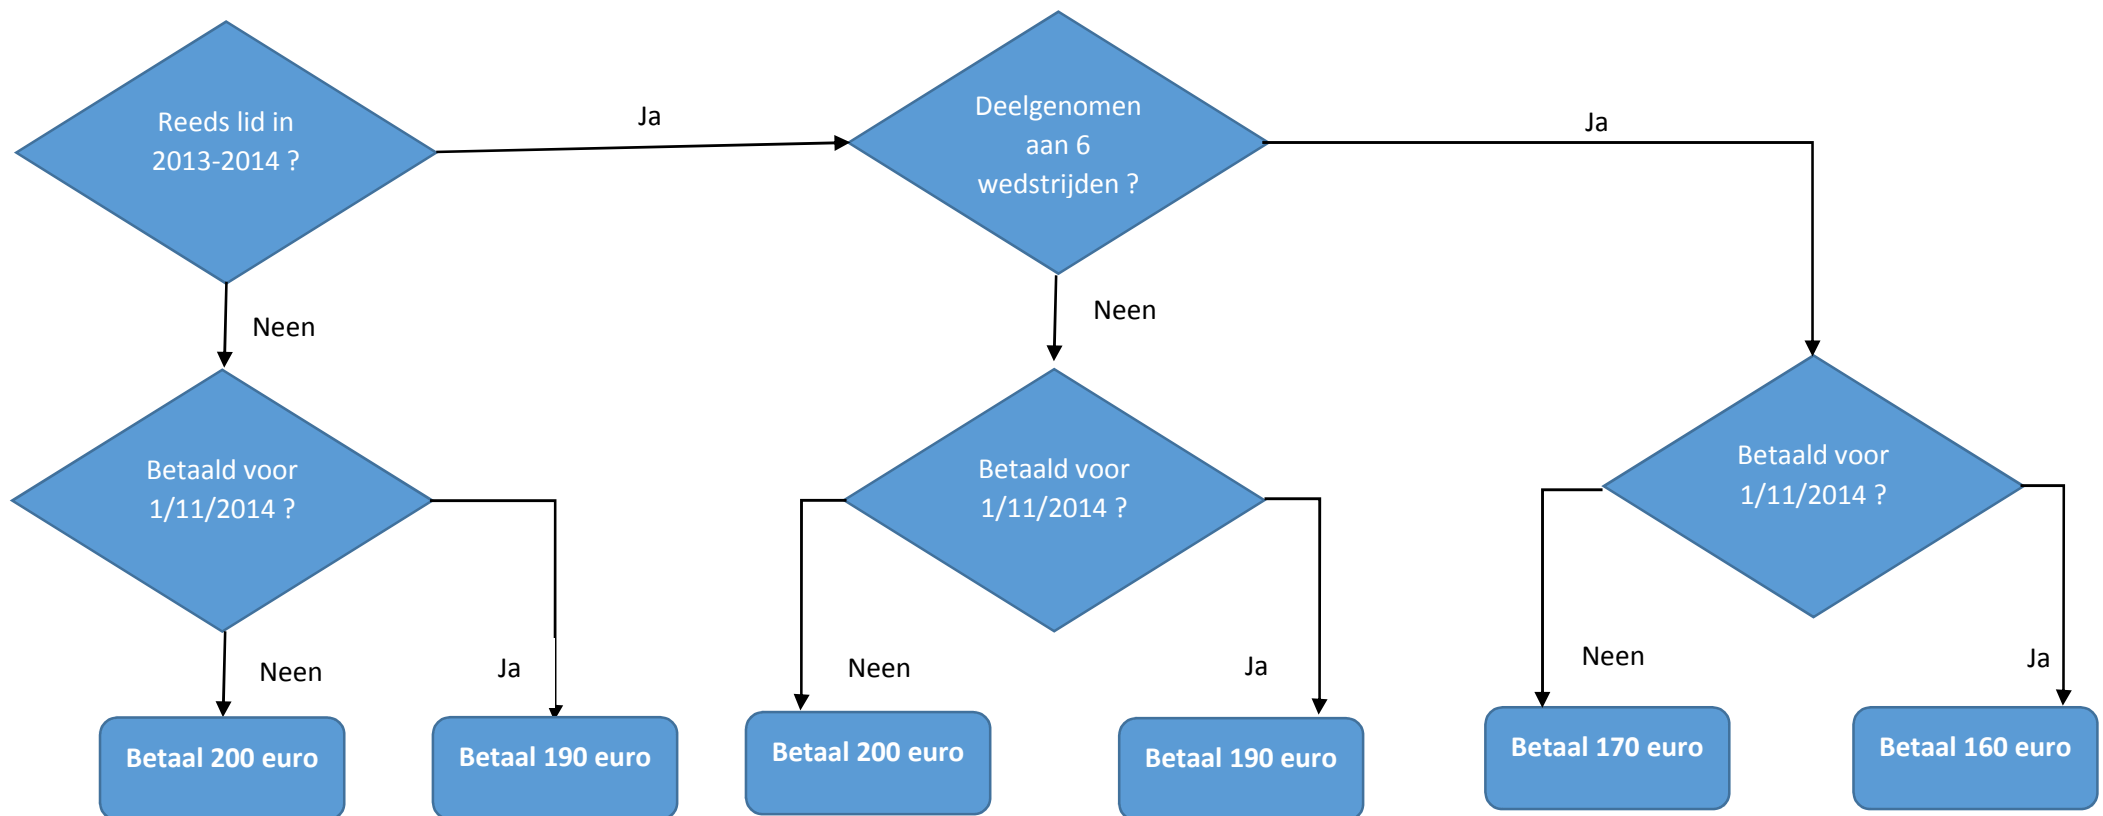 Reeds lid in
2013-2014 ?
Ja
Deelgenomen
aan 6
wedstrijden ?
Ja
Neen
Neen
Betaald voor
1/11/2014 ?
Betaald voor
1/11/2014 ?
Betaald voor
1/11/2014 ?
Neen
Ja
Neen
Ja
Neen
Ja
Betaal 200 euro
Betaal 190 euro
Betaal 200 euro
Betaal 190 euro
Betaal 170 euro
Betaal 160 euro